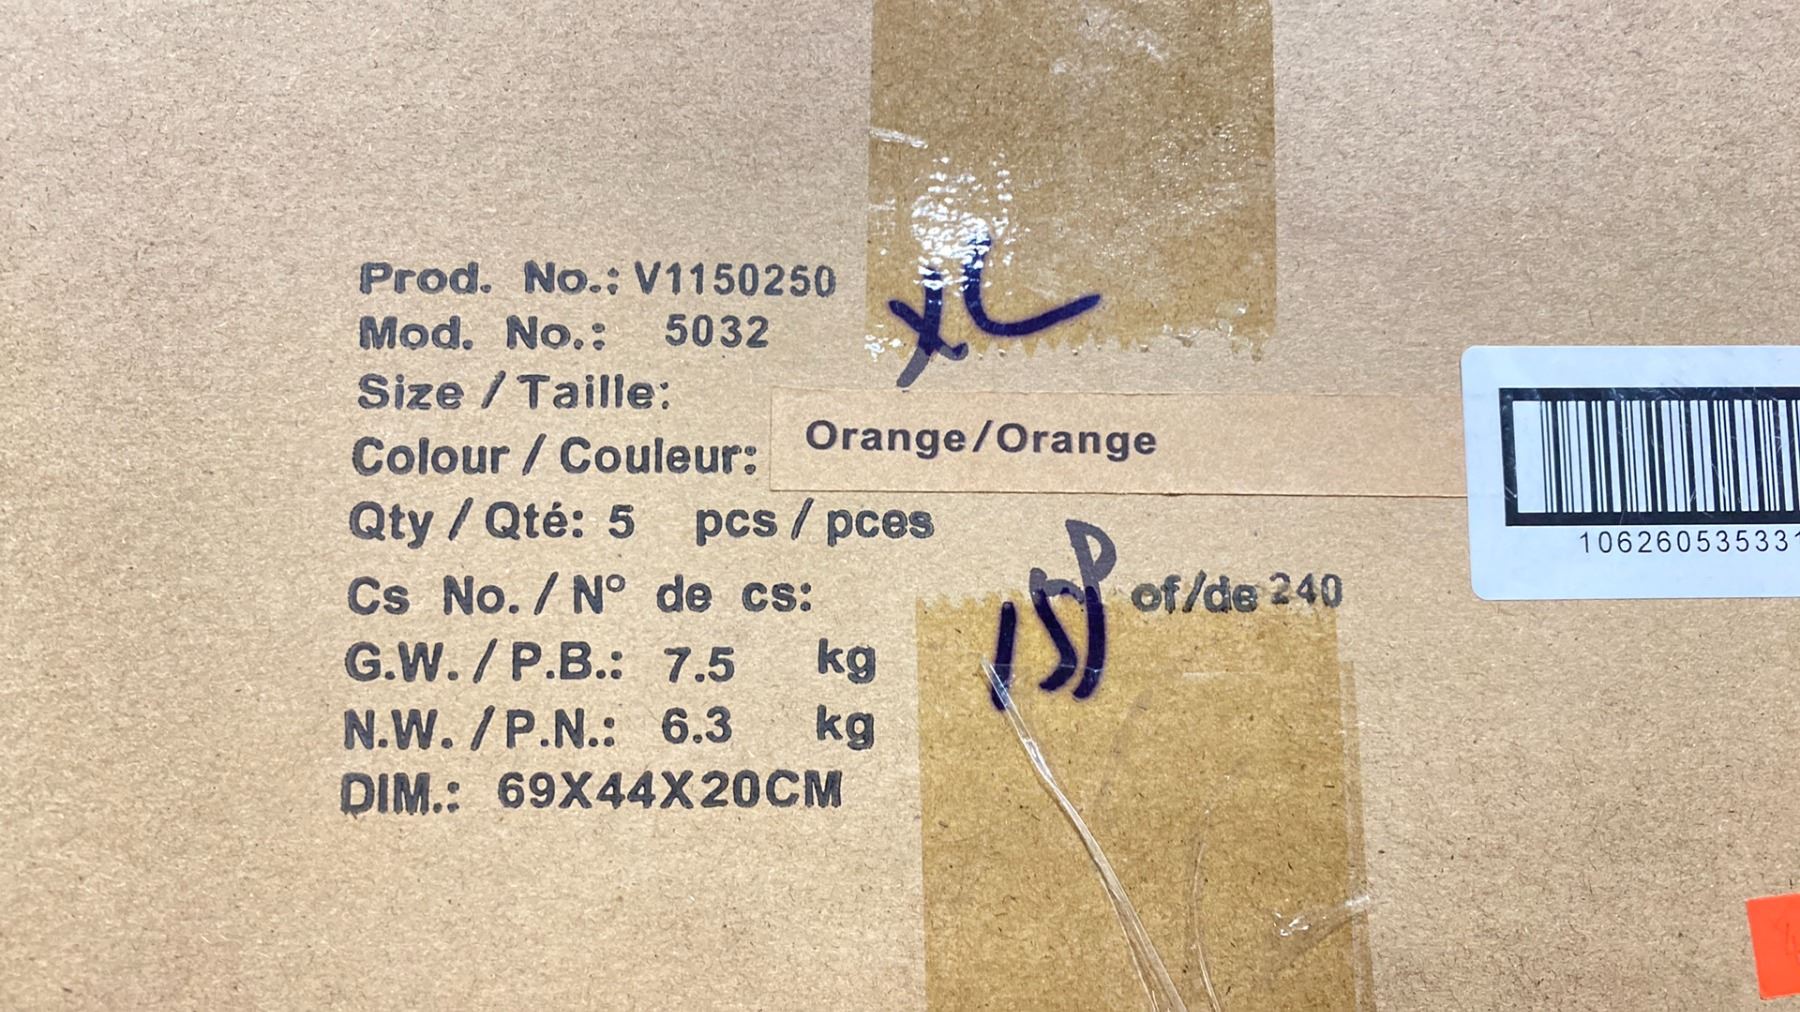 Prod. No.: V1150250
Mod. No.: 5032
Size / Taille: XL
Colour / Couleur: Orange/Orange
Qty / Qté: 5 pcs / pces
Cs No. / N° de cs: of/de 240
G.W. / P.B.: 7.5 kg
N.W. / P.N.: 6.3 kg
DIM.: 69X44X20CM